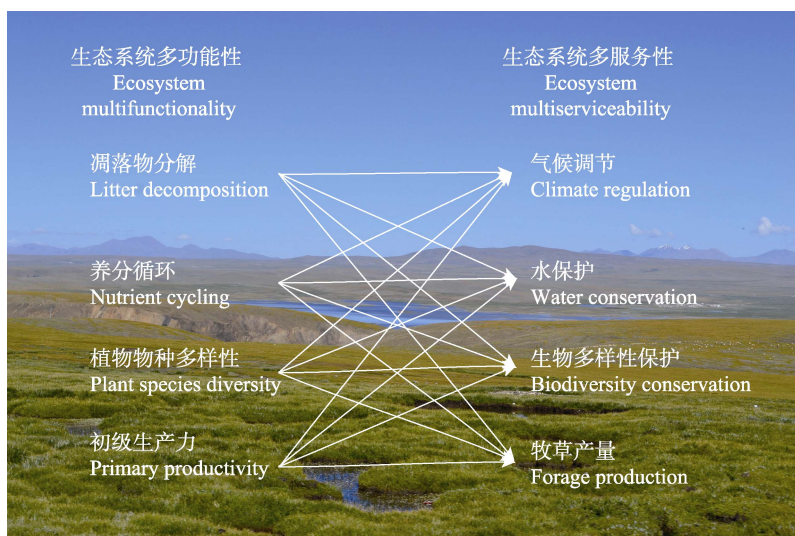 生态系统多功能性
Ecosystem
multifunctionality
生态系统多服务性
Ecosystem
multiserviceability
凋落物分解
Litter decomposition
气候调节
Climate regulation
养分循环
Nutrient cycling
水保护
Water conservation
植物物种多样性
Plant species diversity
生物多样性保护
Biodiversity conservation
初级生产力
Primary productivity
牧草产量
Forage production